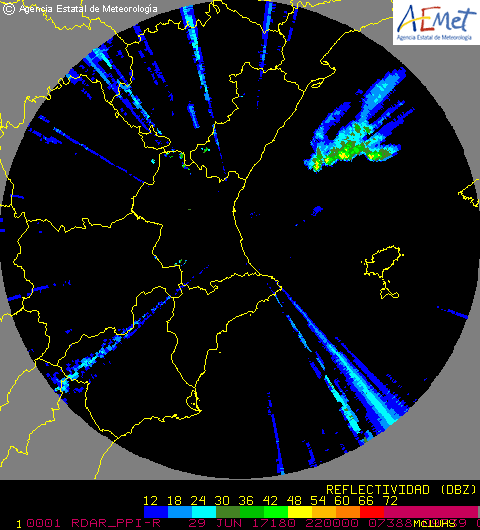 © Agencia Estatal de Meteorología
AEMet
Agencia Estatal de Meteorología
REFLECTIVIDAD (DBZ)
12 18 24 30 36 42 48 54 60 66 72
1 0001 RDAR_PPI-R 29 JUN 17180 220000